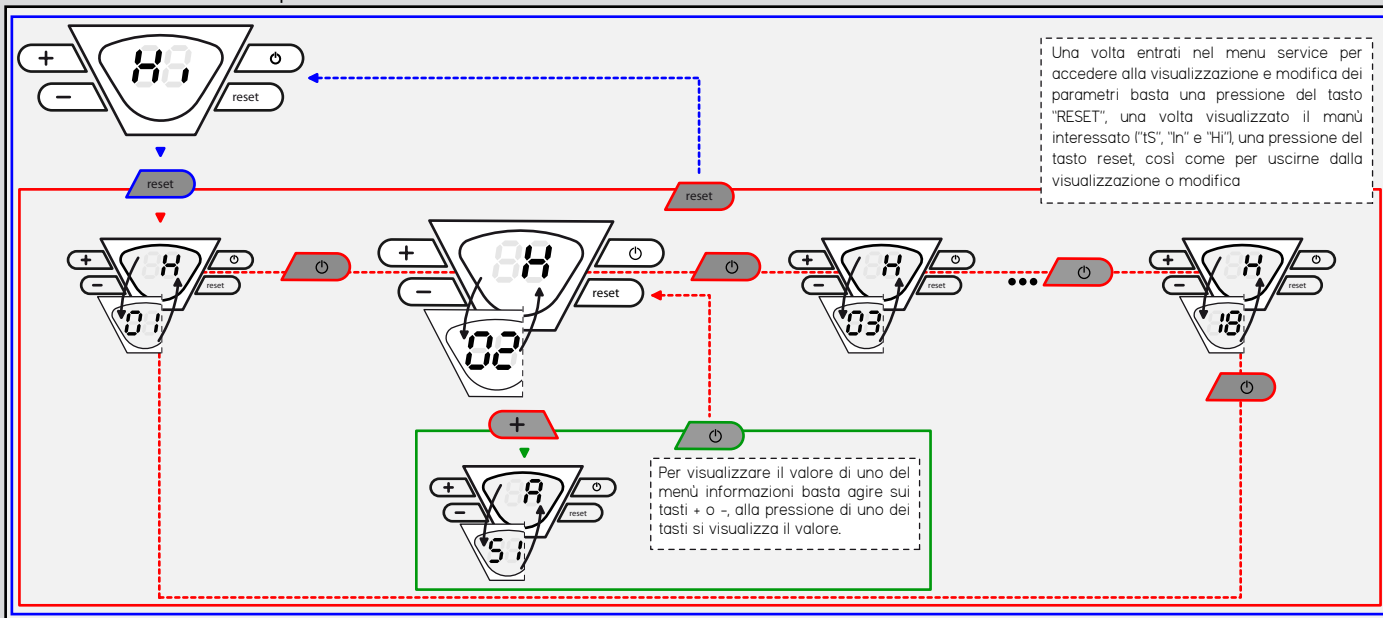 Hi
+
−
reset
Una volta entrati nel menu service per
accedere alla visualizzazione e modifica dei
parametri basta una pressione del tasto
"RESET", una volta visualizzato il manù
interessato ("tS", "In" e "Hi"), una pressione del
tasto reset, così come per uscirne dalla
visualizzazione o modifica
reset
reset
+
−
H
reset
01
+
−
H
reset
02
+
−
H
reset
03
•••
+
−
H
reset
18
+
+
−
A
reset
S1
Per visualizzare il valore di uno del
menù informazioni basta agire sui
tasti + o -, alla pressione di uno dei
tasti si visualizza il valore.